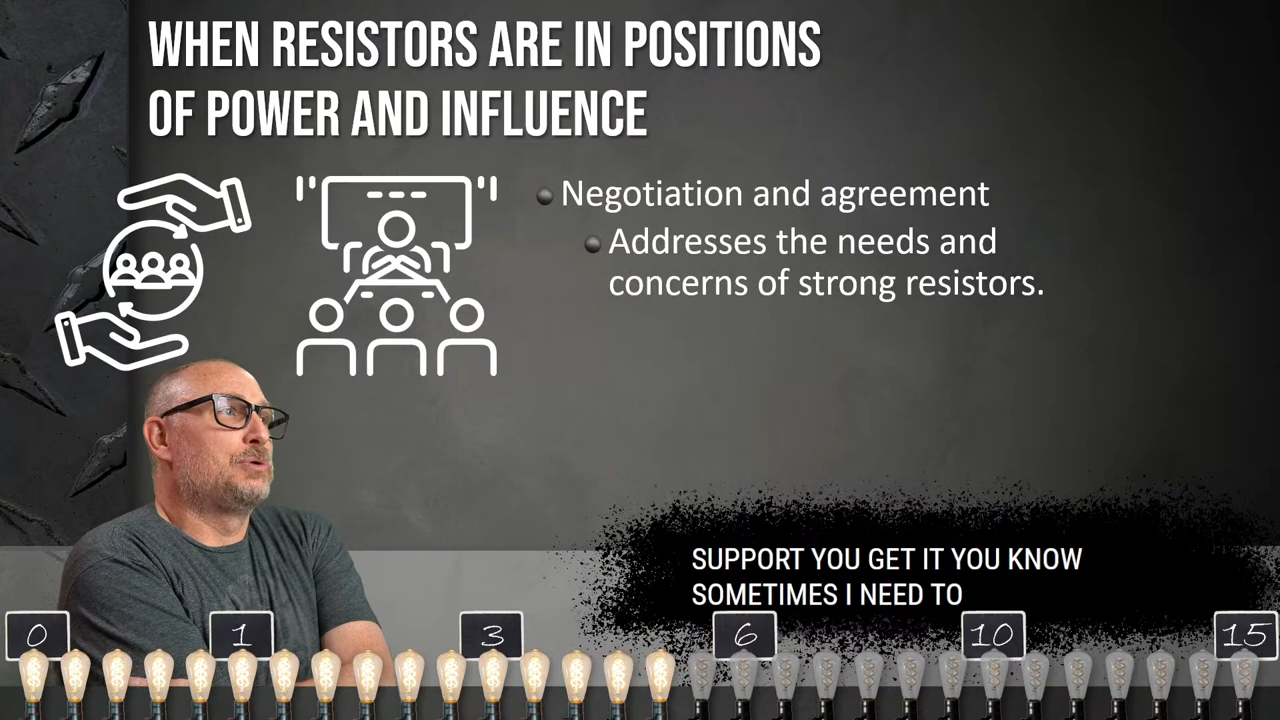 WHEN RESISTORS ARE IN POSITIONS
OF POWER AND INFLUENCE
Negotiation and agreement
Addresses the needs and
concerns of strong resistors.
SUPPORT YOU GET IT YOU KNOW
SOMETIMES I NEED TO
0 1 3 6 10 15